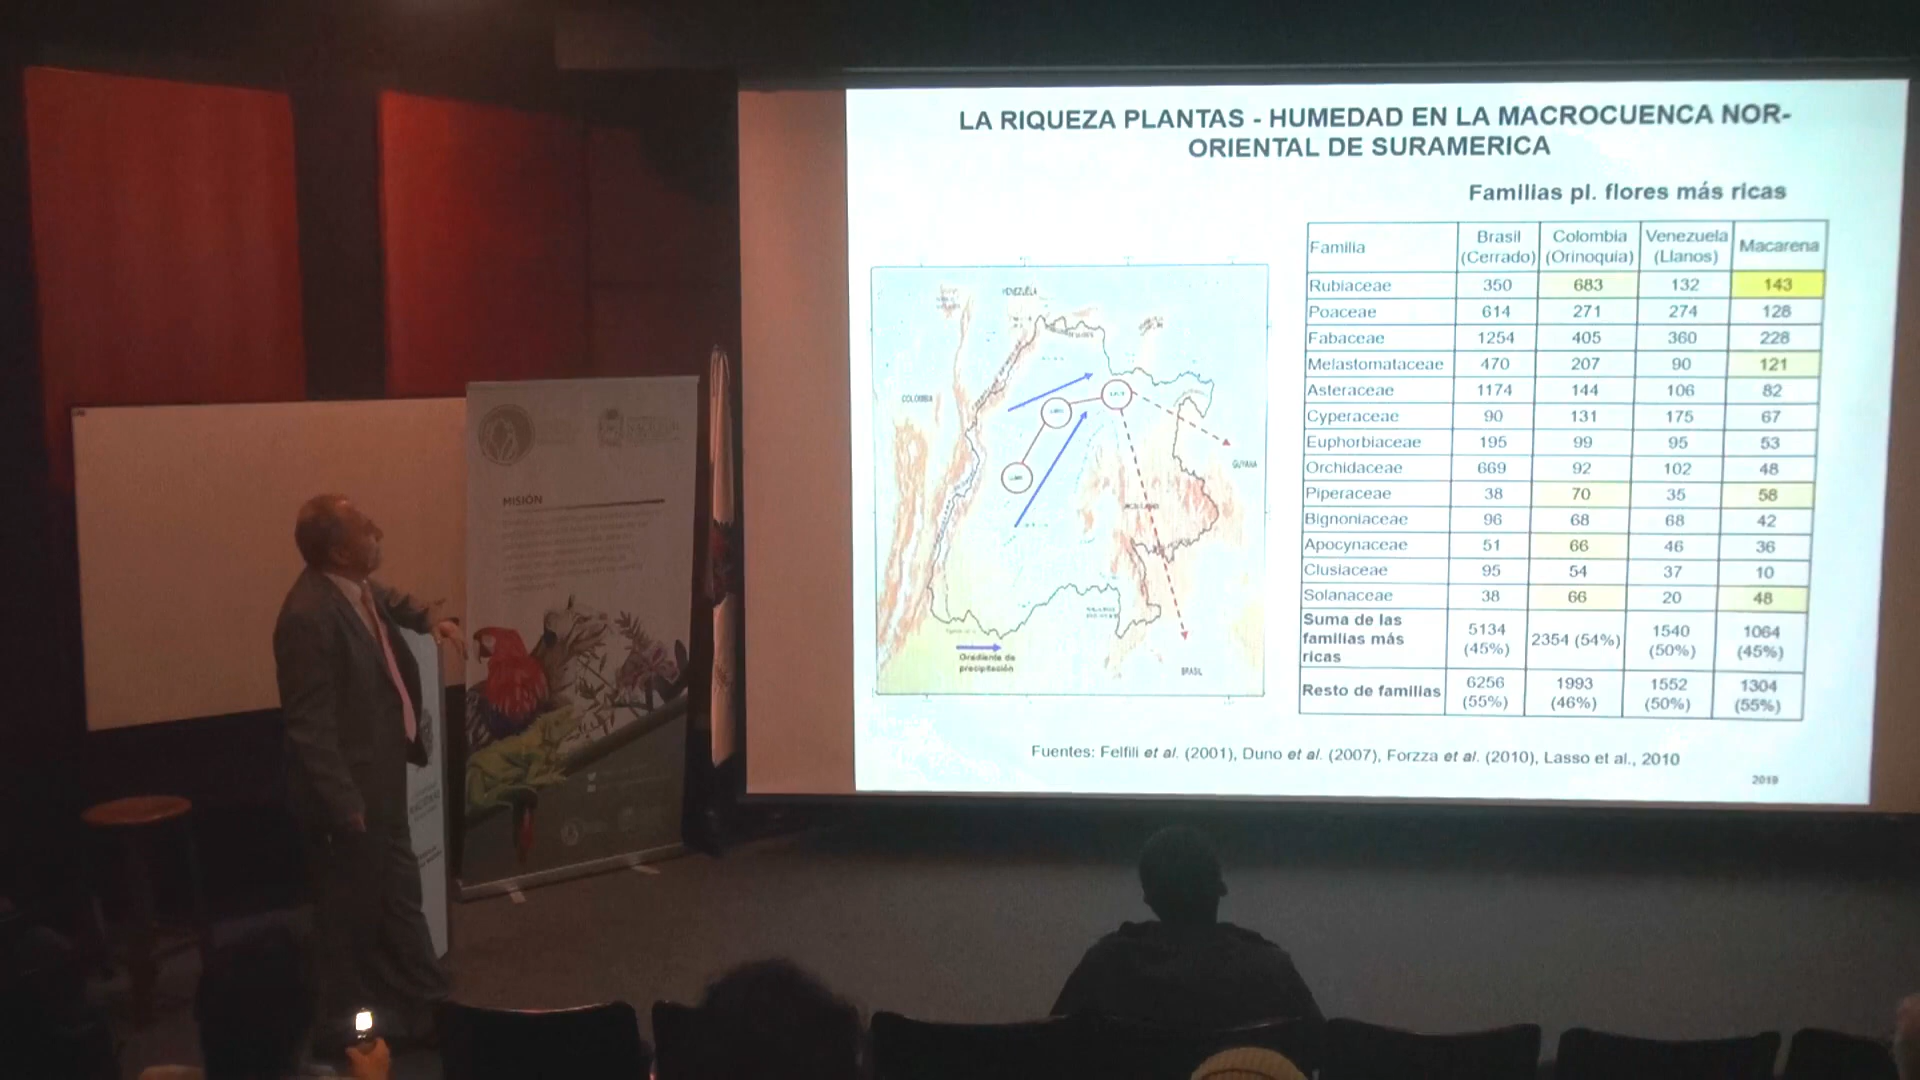 LA RIQUEZA PLANTAS - HUMEDAD EN LA MACROCUENCA NOR-
ORIENTAL DE SURAMERICA
Familias pl. flores más ricas
Familia Brasil (Cerrado) Colombia (Orinoquia) Venezuela (Llanos) Macarena
Rubiaceae 350 683 132 143
Poaceae 614 271 274 128
Fabaceae 1254 405 360 228
Melastomataceae 470 207 90 121
Asteraceae 1174 144 106 82
Cyperaceae 90 131 175 67
Euphorbiaceae 195 99 95 53
Orchidaceae 669 92 102 48
Piperaceae 38 70 35 58
Bignoniaceae 96 68 68 42
Apocynaceae 51 66 46 36
Clusiaceae 95 54 37 10
Solanaceae 38 66 20 48
Suma de las familias más ricas 5134 (45%) 2354 (54%) 1540 (50%) 1064 (45%)
Resto de familias 6256 (55%) 1993 (46%) 1552 (50%) 1304 (55%)
VENEZUELA
COLOMBIA
GUYANA
BRASIL
Gradiente de
precipitación
Fuentes: Felfili et al. (2001), Duno et al. (2007), Forzza et al. (2010), Lasso et al., 2010
2019
MISIÓN